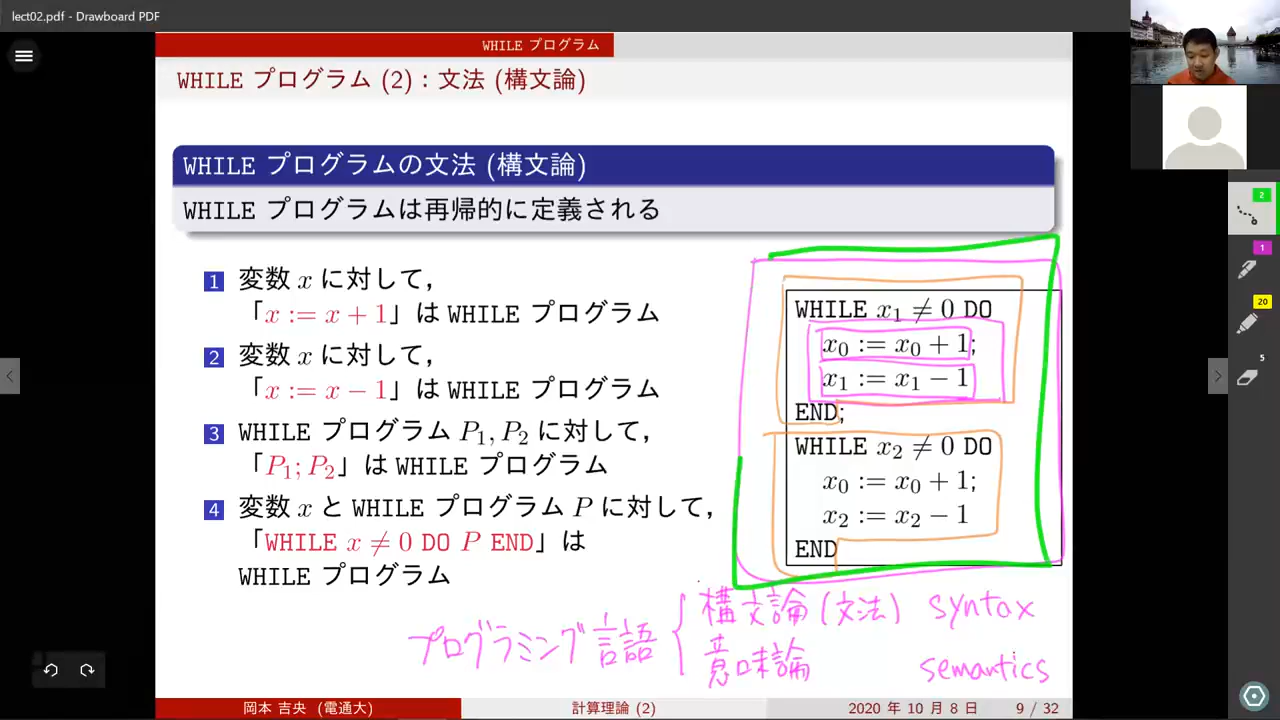 lect02.pdf - Drawboard PDF
WHILE プログラム
WHILE プログラム (2) : 文法 (構文論)
WHILE プログラムの文法 (構文論)
WHILE プログラムは再帰的に定義される
1 変数 x に対して,
「x := x + 1」は WHILE プログラム
2 変数 x に対して,
「x := x − 1」は WHILE プログラム
3 WHILE プログラム P₁, P₂ に対して,
「P₁; P₂」は WHILE プログラム
4 変数 x と WHILE プログラム P に対して,
「WHILE x ≠ 0 DO P END」は
WHILE プログラム
WHILE x₁ ≠ 0 DO
x₀ := x₀ + 1;
x₁ := x₁ − 1
END;
WHILE x₂ ≠ 0 DO
x₀ := x₀ + 1;
x₂ := x₂ − 1
END
プログラミング言語
構文論 (文法) syntax
意味論 semantics
岡本 吉央 (電通大)
計算理論 (2)
2020 年 10 月 8 日
9 / 32
2
1
20
5